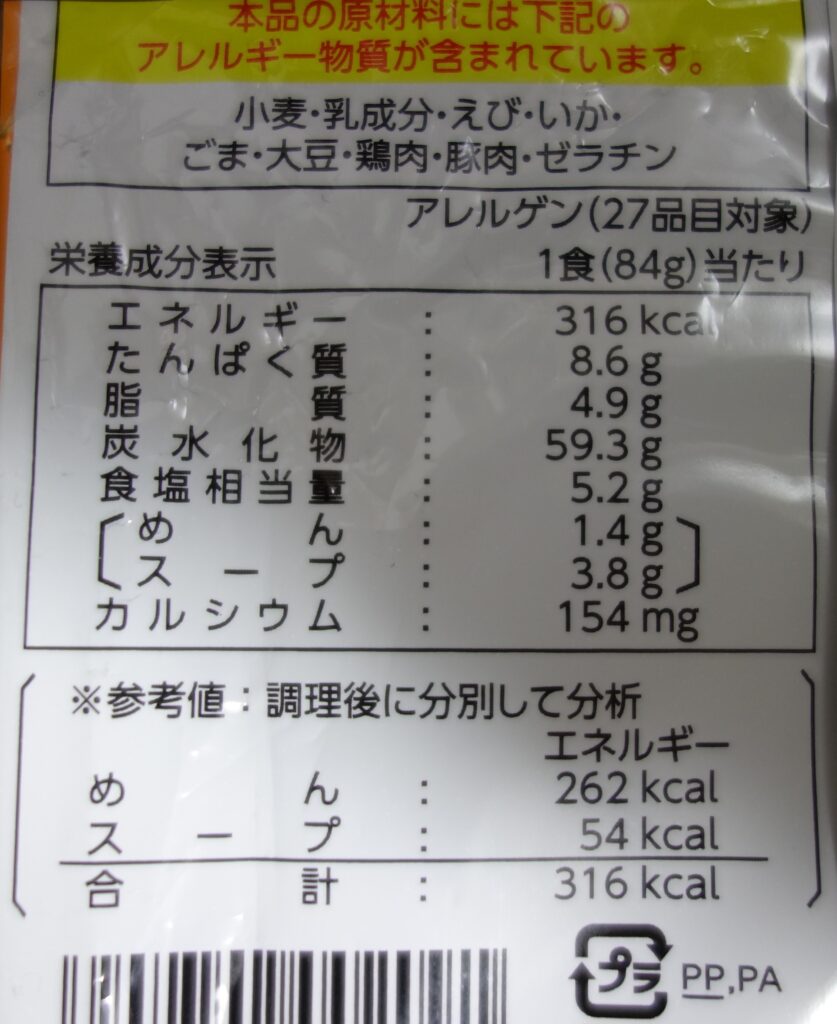 本品の原材料には下記の
アレルギー物質が含まれています。
小麦・乳成分・えび・いか・
ごま・大豆・鶏肉・豚肉・ゼラチン
アレルゲン(27品目対象)
栄養成分表示 1食(84g)当たり
エネルギー : 316 kcal
たんぱく質 : 8.6 g
脂質 : 4.9 g
炭水化物 : 59.3 g
食塩相当量 : 5.2 g
めん : 1.4 g
スープ : 3.8 g
カルシウム : 154 mg
※参考値:調理後に分別して分析
エネルギー
めん : 262 kcal
スープ : 54 kcal
合計 : 316 kcal
プラ PP,PA